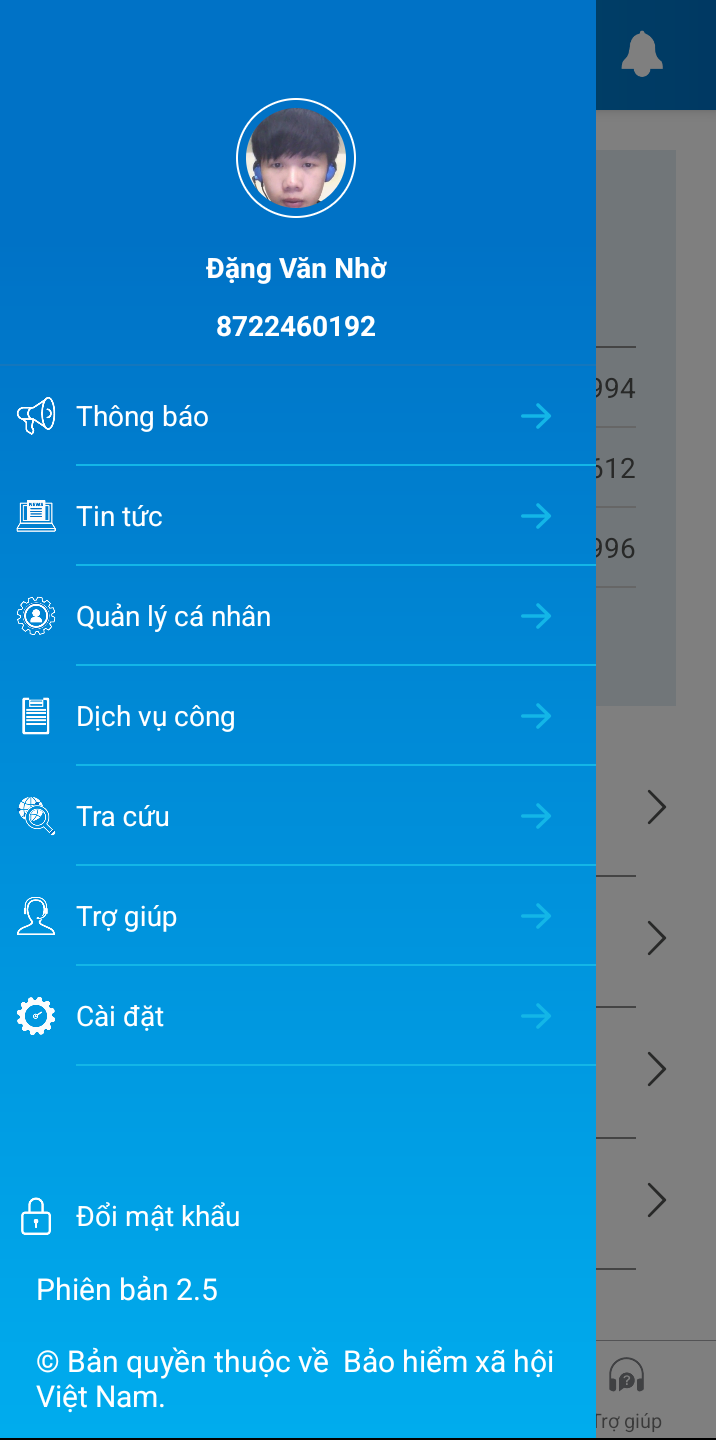 Đặng Văn Nhờ
8722460192
Thông báo
Tin tức
Quản lý cá nhân
Dịch vụ công
Tra cứu
Trợ giúp
Cài đặt
Đổi mật khẩu
Phiên bản 2.5
© Bản quyền thuộc về Bảo hiểm xã hội
Việt Nam.
994
612
996
Trợ giúp